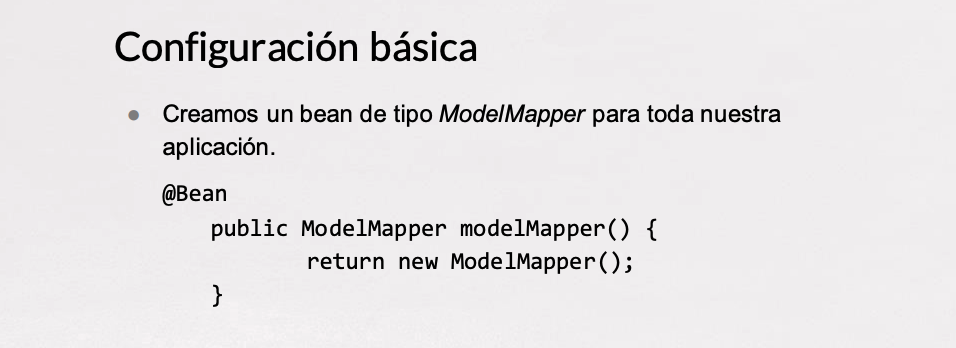 Configuración básica
● Creamos un bean de tipo ModelMapper para toda nuestra
aplicación.
@Bean
public ModelMapper modelMapper() {
return new ModelMapper();
}